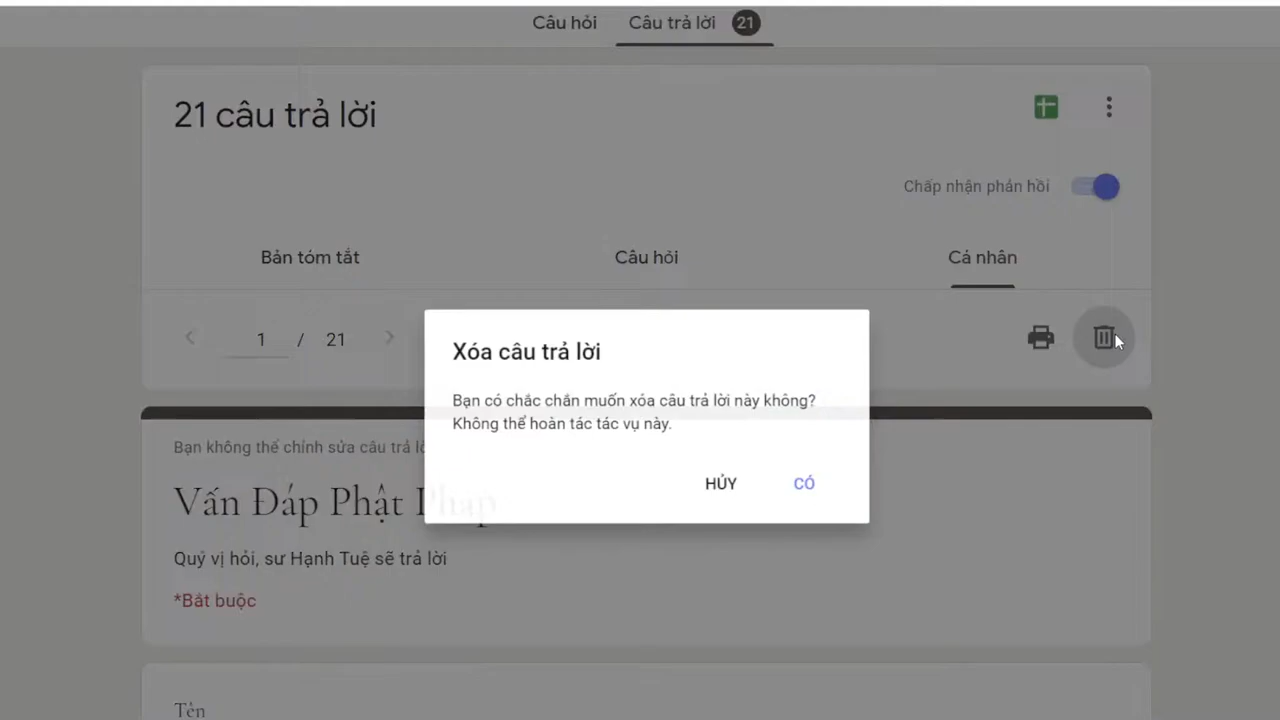 Câu hỏi Câu trả lời 21
21 câu trả lời
Chấp nhận phản hồi
Bản tóm tắt Câu hỏi Cá nhân
1 / 21
Xóa câu trả lời
Bạn có chắc chắn muốn xóa câu trả lời này không?
Không thể hoàn tác tác vụ này.
HỦY CÓ
Bạn không thể chỉnh sửa câu trả lờ
Vấn Đáp Phật Pháp
Quý vị hỏi, sư Hạnh Tuệ sẽ trả lời
*Bắt buộc
Tên